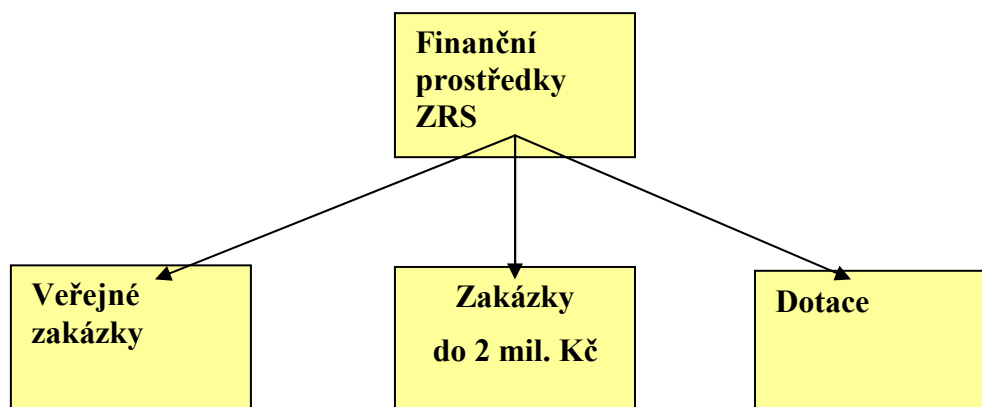 Finanční
prostředky
ZRS
Veřejné
zakázky
Zakázky
do 2 mil. Kč
Dotace